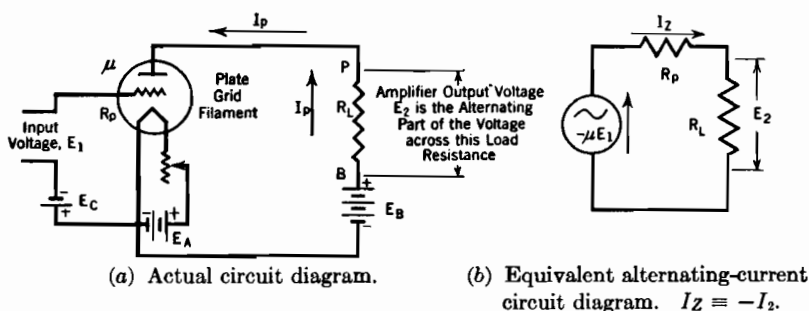 Ip
μ
Plate
Grid
Filament
Rp
Input
Voltage, E1
- + EC
- + EA
Ip
P
RL
B
+ - EB
Amplifier Output Voltage
E2 is the Alternating
Part of the Voltage
across this Load
Resistance
(a) Actual circuit diagram.
IZ
Rp
-μE1
RL
E2
(b) Equivalent alternating-current
circuit diagram. IZ ≡ -I2.